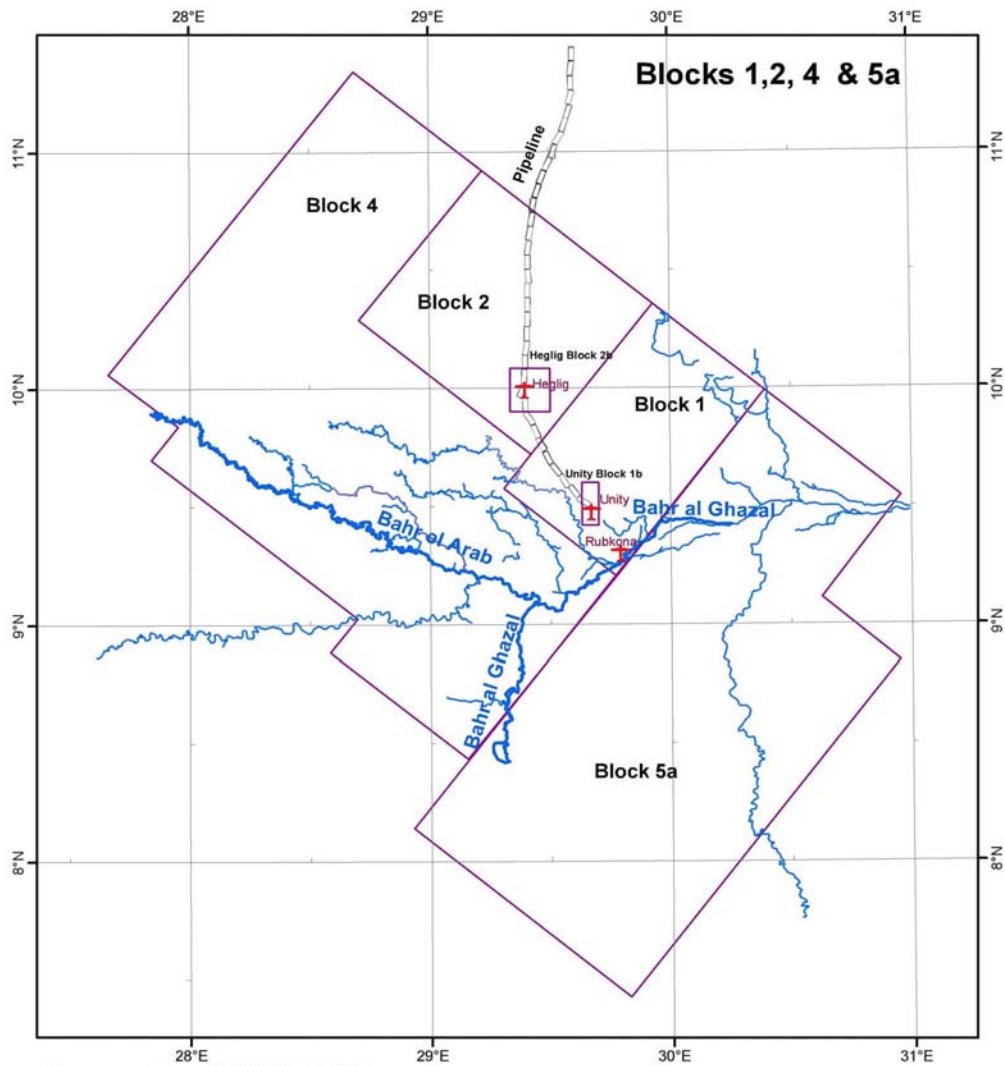 28°E 29°E 30°E 31°E
Blocks 1,2, 4 & 5a
Pipeline
11°N 11°N
Block 4
Block 2
Heglig Block 2b
Heglig
10°N 10°N
Block 1
Unity Block 1b
Unity
Bahr al Ghazal
Bahr el Arab
Rubkona
9°N 9°N
Bahr al Ghazal
Block 5a
8°N 8°N
28°E 29°E 30°E 31°E